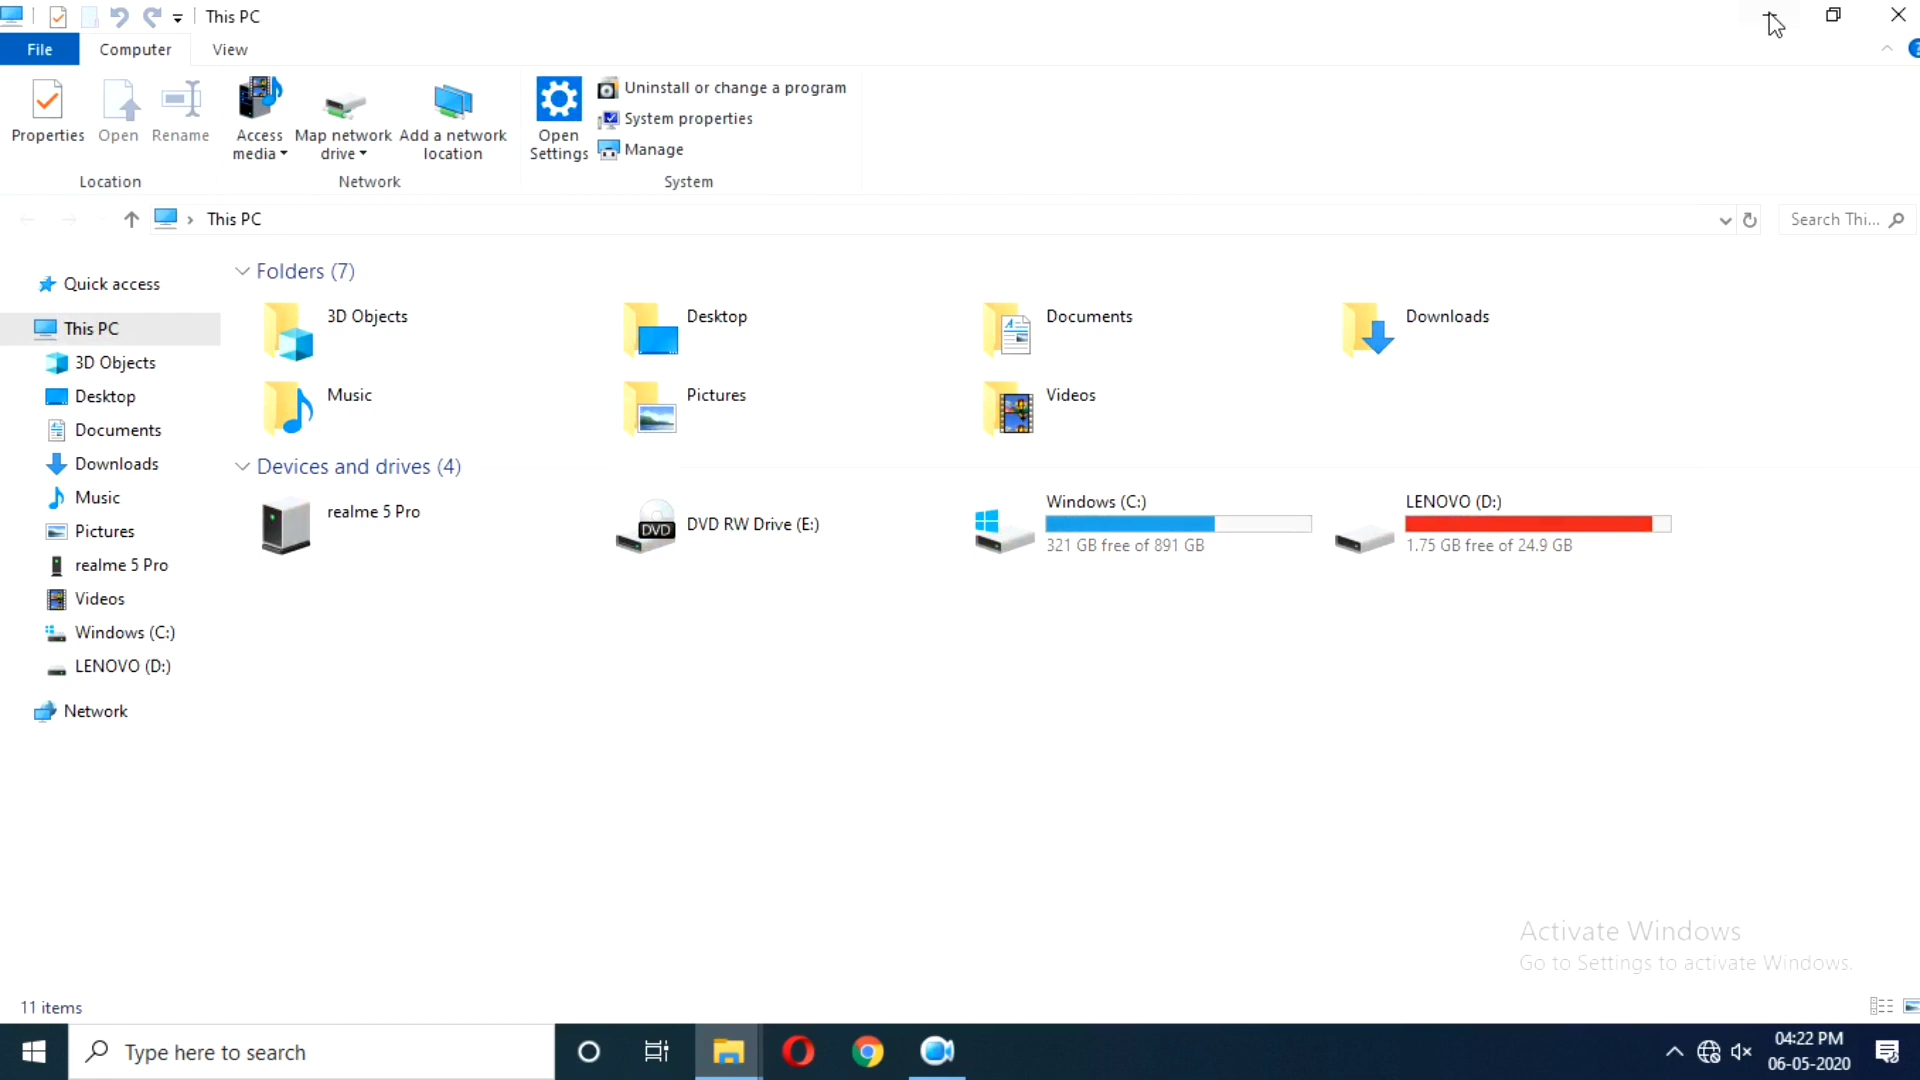 This PC
File
Computer
View
Properties
Open
Rename
Access media
Map network drive
Add a network location
Open Settings
Uninstall or change a program
System properties
Manage
Location
Network
System
This PC
Search Thi...
Quick access
This PC
3D Objects
Desktop
Documents
Downloads
Music
Pictures
realme 5 Pro
Videos
Windows (C:)
LENOVO (D:)
Network
Folders (7)
3D Objects
Desktop
Documents
Downloads
Music
Pictures
Videos
Devices and drives (4)
realme 5 Pro
DVD
DVD RW Drive (E:)
Windows (C:)
321 GB free of 891 GB
LENOVO (D:)
1.75 GB free of 24.9 GB
Activate Windows
Go to Settings to activate Windows.
11 items
Type here to search
04:22 PM
06-05-2020